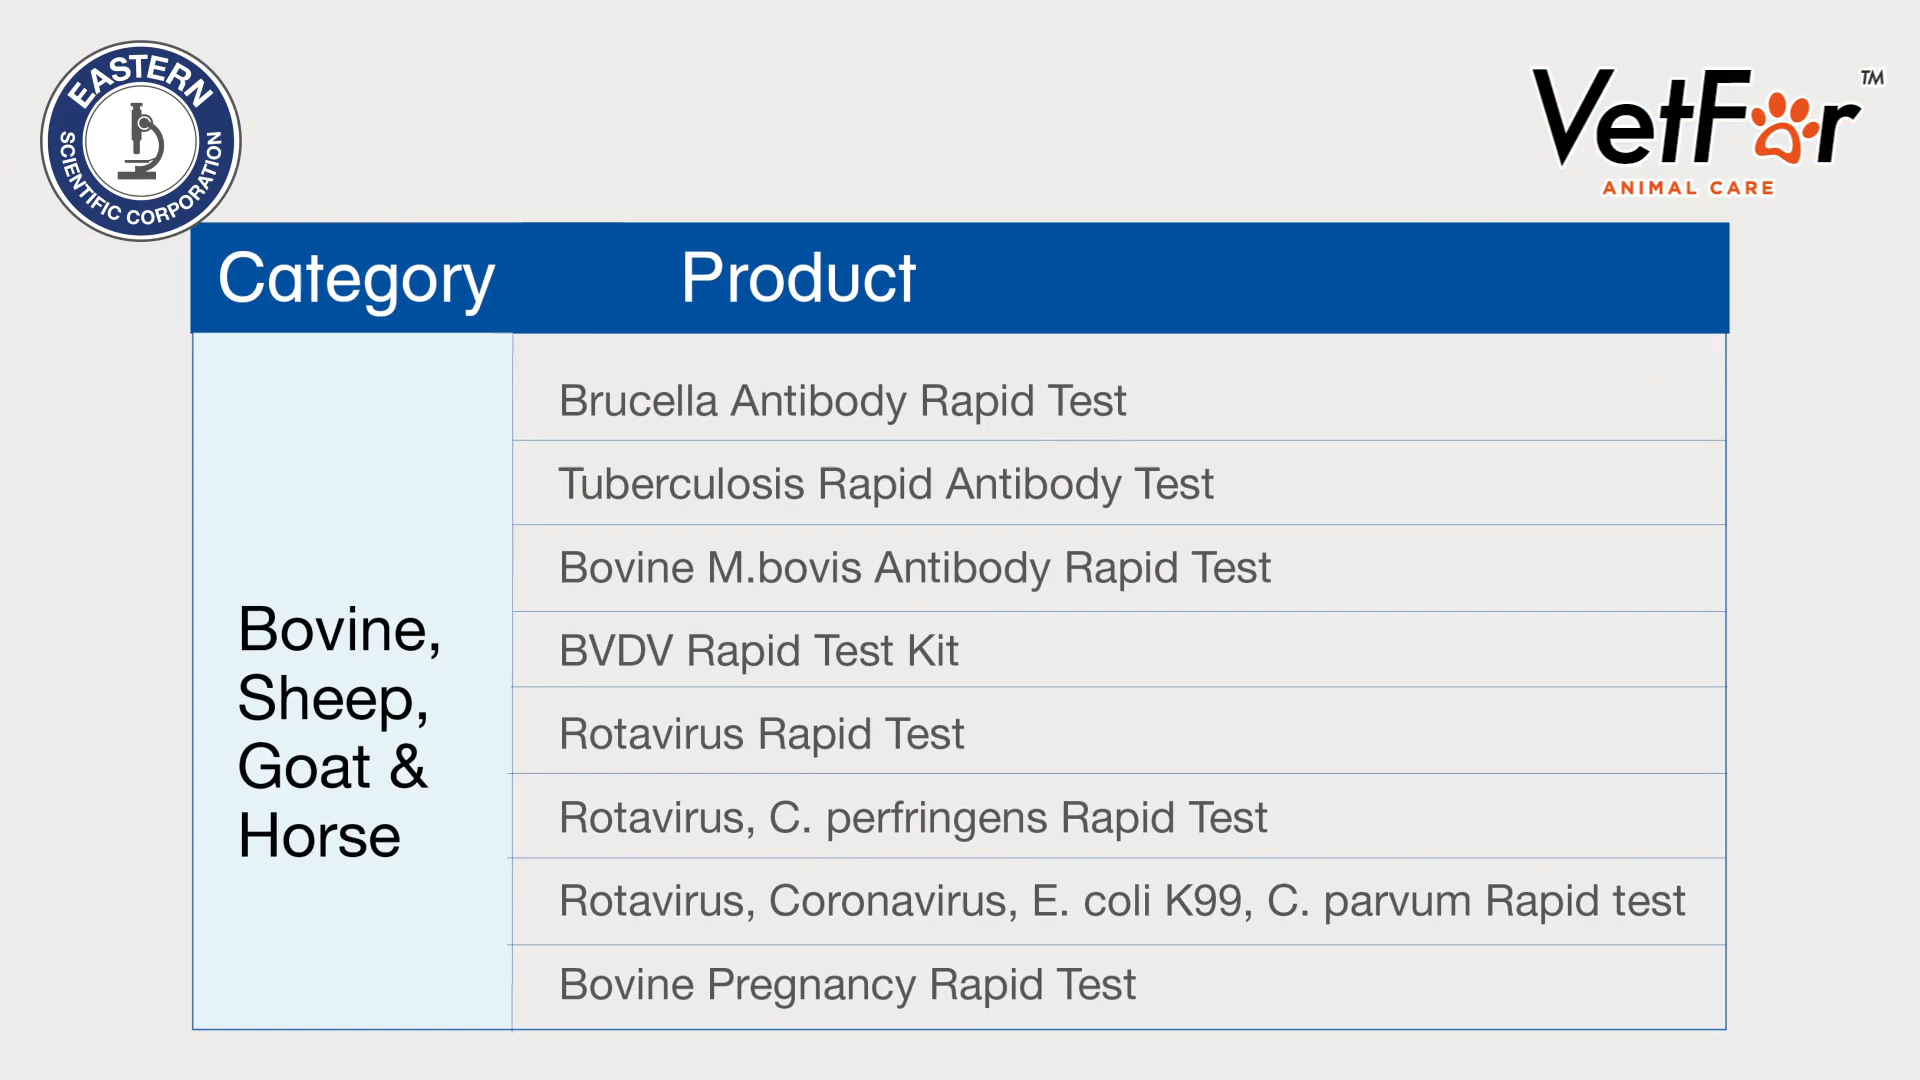 EASTERN
SCIENTIFIC CORPORATION
VetFor™
ANIMAL CARE
Category Product
Bovine,
Sheep,
Goat &
Horse
Brucella Antibody Rapid Test
Tuberculosis Rapid Antibody Test
Bovine M.bovis Antibody Rapid Test
BVDV Rapid Test Kit
Rotavirus Rapid Test
Rotavirus, C. perfringens Rapid Test
Rotavirus, Coronavirus, E. coli K99, C. parvum Rapid test
Bovine Pregnancy Rapid Test